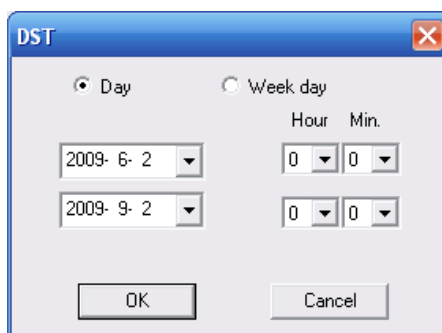 DST
Day Week day
Hour Min.
2009- 6- 2 0 0
2009- 9- 2 0 0
OK Cancel